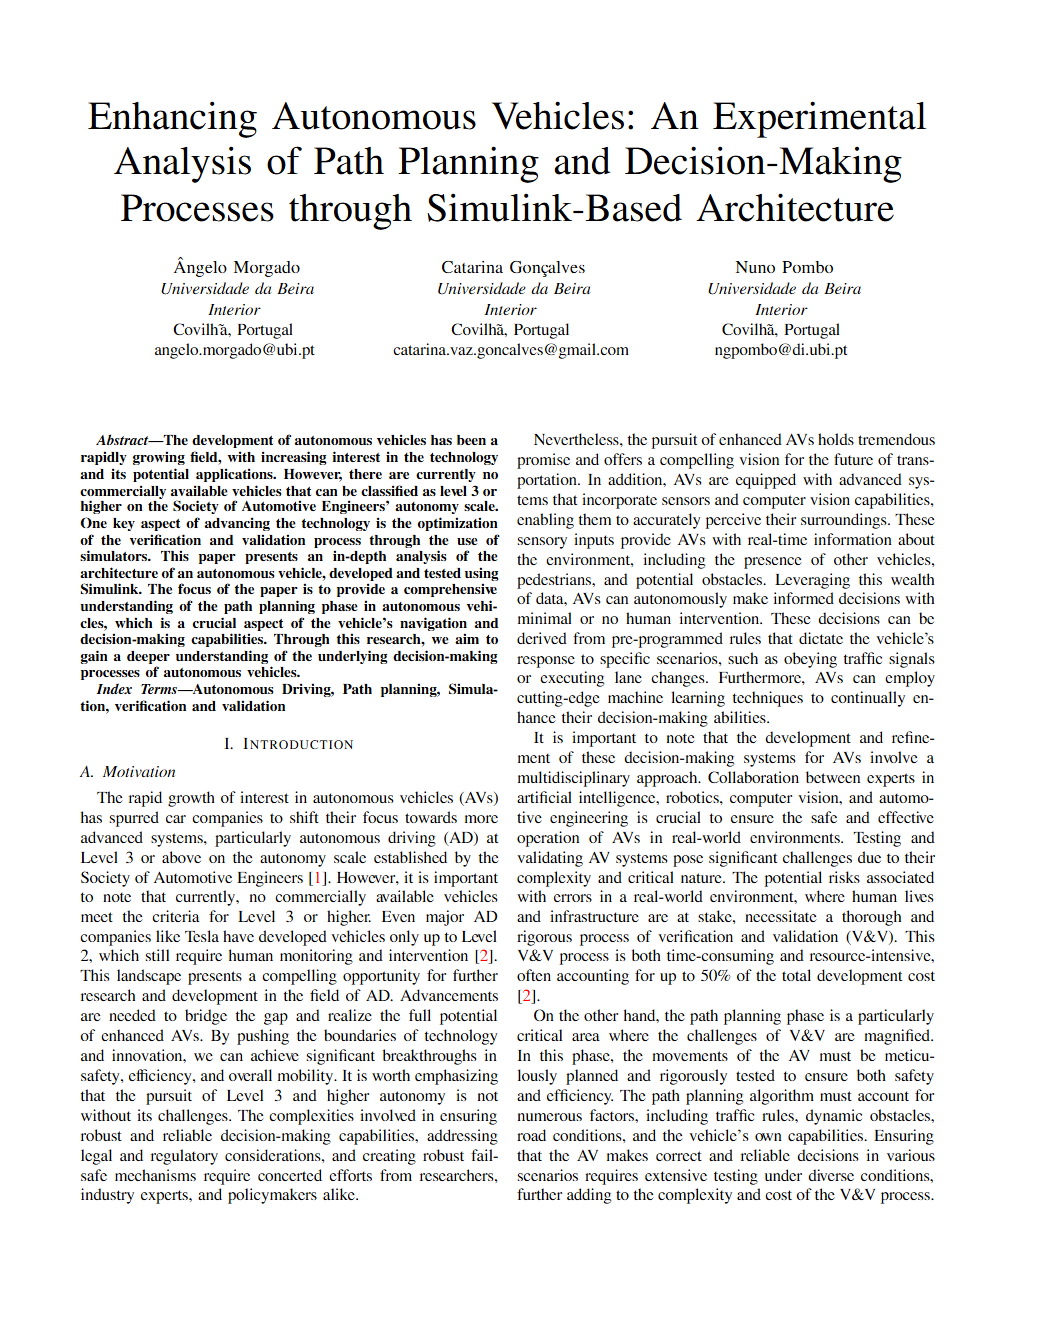 Enhancing Autonomous Vehicles: An Experimental
Analysis of Path Planning and Decision-Making
Processes through Simulink-Based Architecture
Ângelo Morgado
Universidade da Beira
Interior
Covilhã, Portugal
angelo.morgado@ubi.pt
Catarina Gonçalves
Universidade da Beira
Interior
Covilhã, Portugal
catarina.vaz.goncalves@gmail.com
Nuno Pombo
Universidade da Beira
Interior
Covilhã, Portugal
ngpombo@di.ubi.pt
Abstract—The development of autonomous vehicles has been a
rapidly growing field, with increasing interest in the technology
and its potential applications. However, there are currently no
commercially available vehicles that can be classified as level 3 or
higher on the Society of Automotive Engineers' autonomy scale.
One key aspect of advancing the technology is the optimization
of the verification and validation process through the use of
simulators. This paper presents an in-depth analysis of the
architecture of an autonomous vehicle, developed and tested using
Simulink. The focus of the paper is to provide a comprehensive
understanding of the path planning phase in autonomous vehi-
cles, which is a crucial aspect of the vehicle's navigation and
decision-making capabilities. Through this research, we aim to
gain a deeper understanding of the underlying decision-making
processes of autonomous vehicles.
Index Terms—Autonomous Driving, Path planning, Simula-
tion, verification and validation
I. INTRODUCTION
A. Motivation
The rapid growth of interest in autonomous vehicles (AVs)
has spurred car companies to shift their focus towards more
advanced systems, particularly autonomous driving (AD) at
Level 3 or above on the autonomy scale established by the
Society of Automotive Engineers [1]. However, it is important
to note that currently, no commercially available vehicles
meet the criteria for Level 3 or higher. Even major AD
companies like Tesla have developed vehicles only up to Level
2, which still require human monitoring and intervention [2].
This landscape presents a compelling opportunity for further
research and development in the field of AD. Advancements
are needed to bridge the gap and realize the full potential
of enhanced AVs. By pushing the boundaries of technology
and innovation, we can achieve significant breakthroughs in
safety, efficiency, and overall mobility. It is worth emphasizing
that the pursuit of Level 3 and higher autonomy is not
without its challenges. The complexities involved in ensuring
robust and reliable decision-making capabilities, addressing
legal and regulatory considerations, and creating robust fail-
safe mechanisms require concerted efforts from researchers,
industry experts, and policymakers alike.
Nevertheless, the pursuit of enhanced AVs holds tremendous
promise and offers a compelling vision for the future of trans-
portation. In addition, AVs are equipped with advanced sys-
tems that incorporate sensors and computer vision capabilities,
enabling them to accurately perceive their surroundings. These
sensory inputs provide AVs with real-time information about
the environment, including the presence of other vehicles,
pedestrians, and potential obstacles. Leveraging this wealth
of data, AVs can autonomously make informed decisions with
minimal or no human intervention. These decisions can be
derived from pre-programmed rules that dictate the vehicle's
response to specific scenarios, such as obeying traffic signals
or executing lane changes. Furthermore, AVs can employ
cutting-edge machine learning techniques to continually en-
hance their decision-making abilities.
It is important to note that the development and refine-
ment of these decision-making systems for AVs involve a
multidisciplinary approach. Collaboration between experts in
artificial intelligence, robotics, computer vision, and automo-
tive engineering is crucial to ensure the safe and effective
operation of AVs in real-world environments. Testing and
validating AV systems pose significant challenges due to their
complexity and critical nature. The potential risks associated
with errors in a real-world environment, where human lives
and infrastructure are at stake, necessitate a thorough and
rigorous process of verification and validation (V&V). This
V&V process is both time-consuming and resource-intensive,
often accounting for up to 50% of the total development cost
[2].
On the other hand, the path planning phase is a particularly
critical area where the challenges of V&V are magnified.
In this phase, the movements of the AV must be meticu-
lously planned and rigorously tested to ensure both safety
and efficiency. The path planning algorithm must account for
numerous factors, including traffic rules, dynamic obstacles,
road conditions, and the vehicle's own capabilities. Ensuring
that the AV makes correct and reliable decisions in various
scenarios requires extensive testing under diverse conditions,
further adding to the complexity and cost of the V&V process.